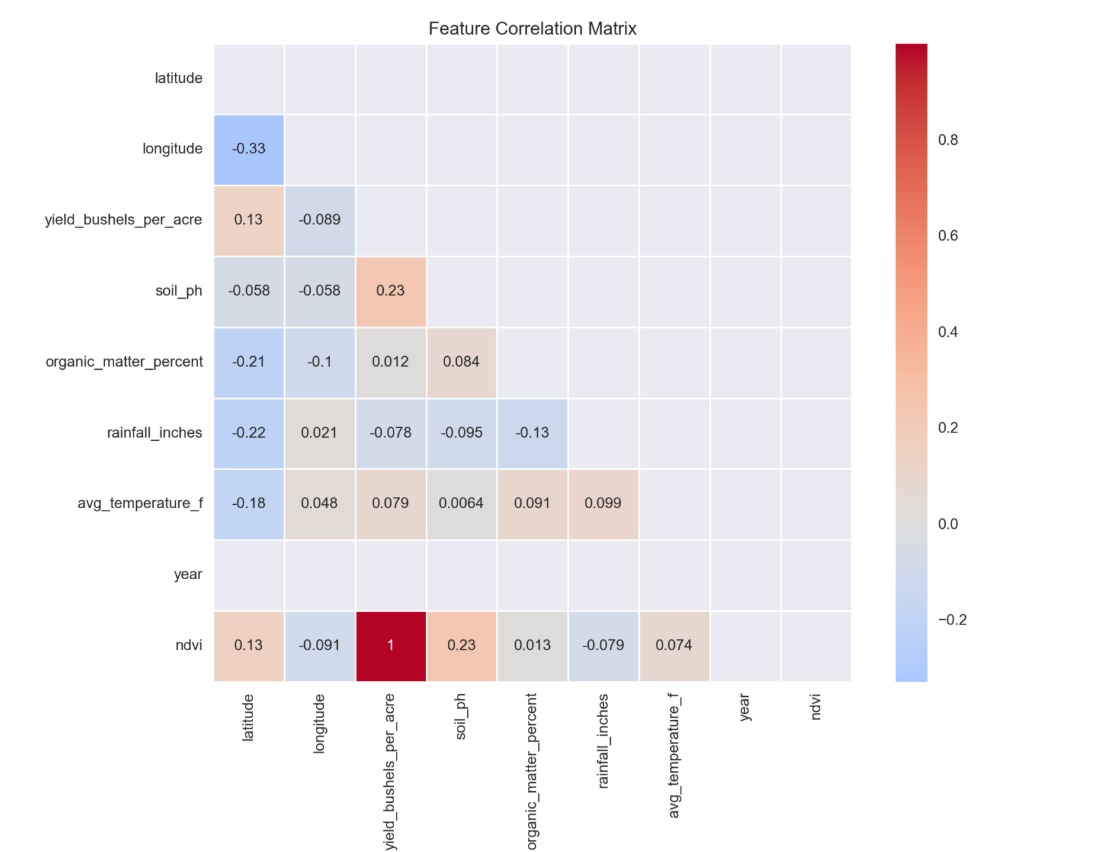 Feature Correlation Matrix
latitude
longitude -0.33
yield_bushels_per_acre 0.13 -0.089
soil_ph -0.058 -0.058 0.23
organic_matter_percent -0.21 -0.1 0.012 0.084
rainfall_inches -0.22 0.021 -0.078 -0.095 -0.13
avg_temperature_f -0.18 0.048 0.079 0.0064 0.091 0.099
year
ndvi 0.13 -0.091 1 0.23 0.013 -0.079 0.074
latitude
longitude
yield_bushels_per_acre
soil_ph
organic_matter_percent
rainfall_inches
avg_temperature_f
year
ndvi
0.8
0.6
0.4
0.2
0.0
−0.2